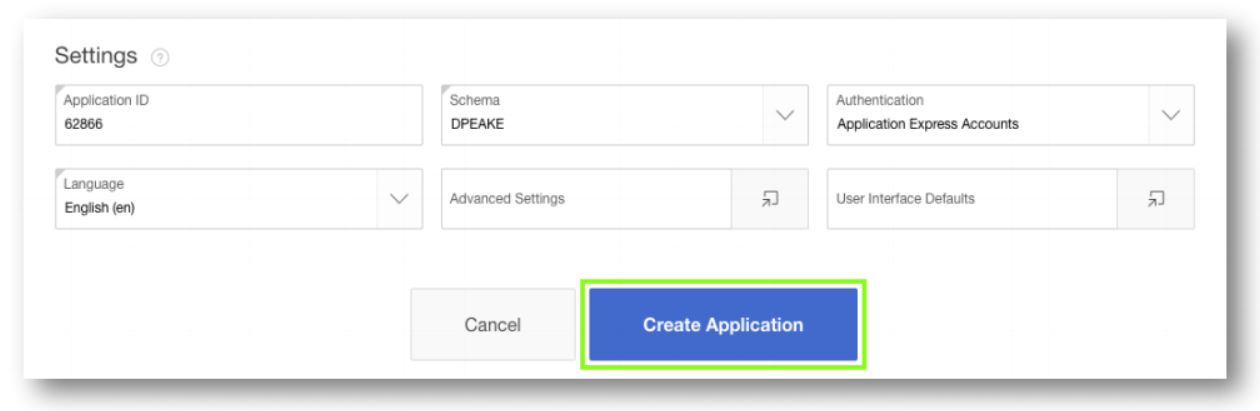 Settings ?
Application ID
62866
Schema
DPEAKE
Authentication
Application Express Accounts
Language
English (en)
Advanced Settings
User Interface Defaults
Cancel
Create Application